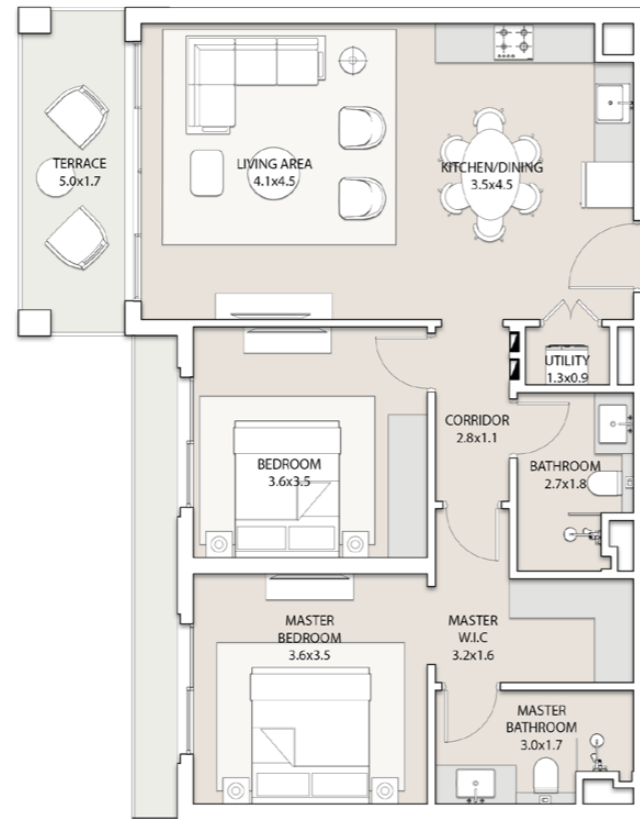 TERRACE
5.0x1.7
LIVING AREA
4.1x4.5
KITCHEN/DINING
3.5x4.5
UTILITY
1.3x0.9
CORRIDOR
2.8x1.1
BEDROOM
3.6x3.5
BATHROOM
2.7x1.8
MASTER
BEDROOM
3.6x3.5
MASTER
W.I.C
3.2x1.6
MASTER
BATHROOM
3.0x1.7